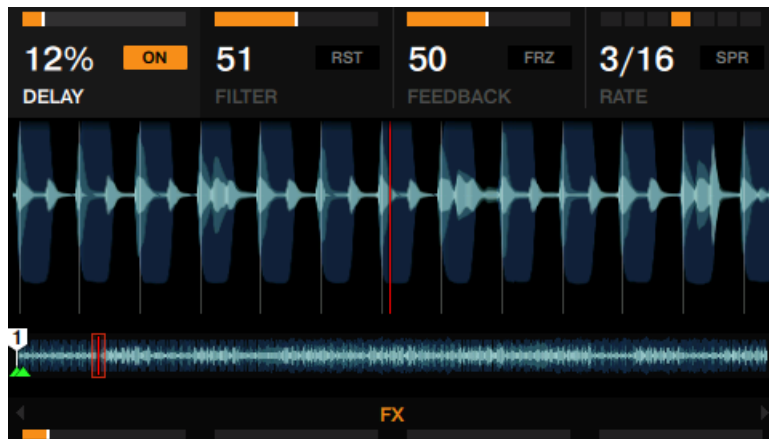 12% ON 51 RST 50 FRZ 3/16 SPR
DELAY FILTER FEEDBACK RATE
1
FX